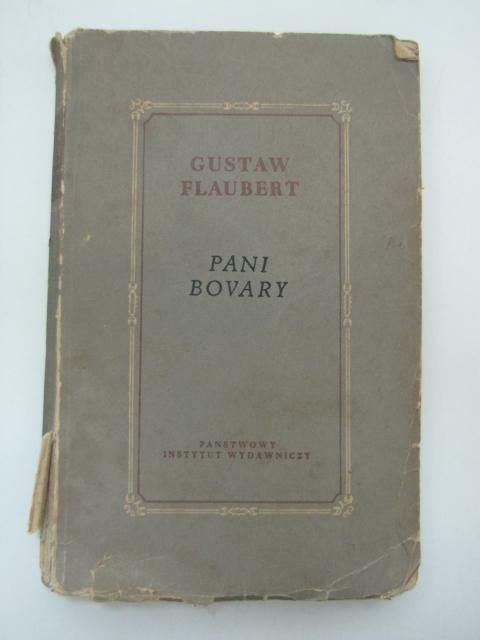 GUSTAW
FLAUBERT
PANI
BOVARY
PAŃSTWOWY
INSTYTUT WYDAWNICZY